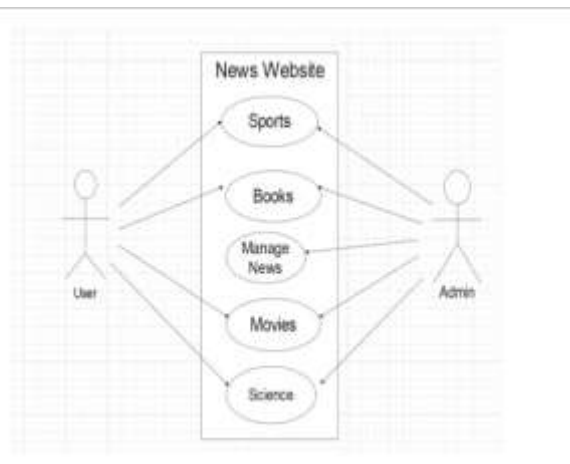 News Website
Sports
Books
Manage
News
User
Admin
Movies
Science